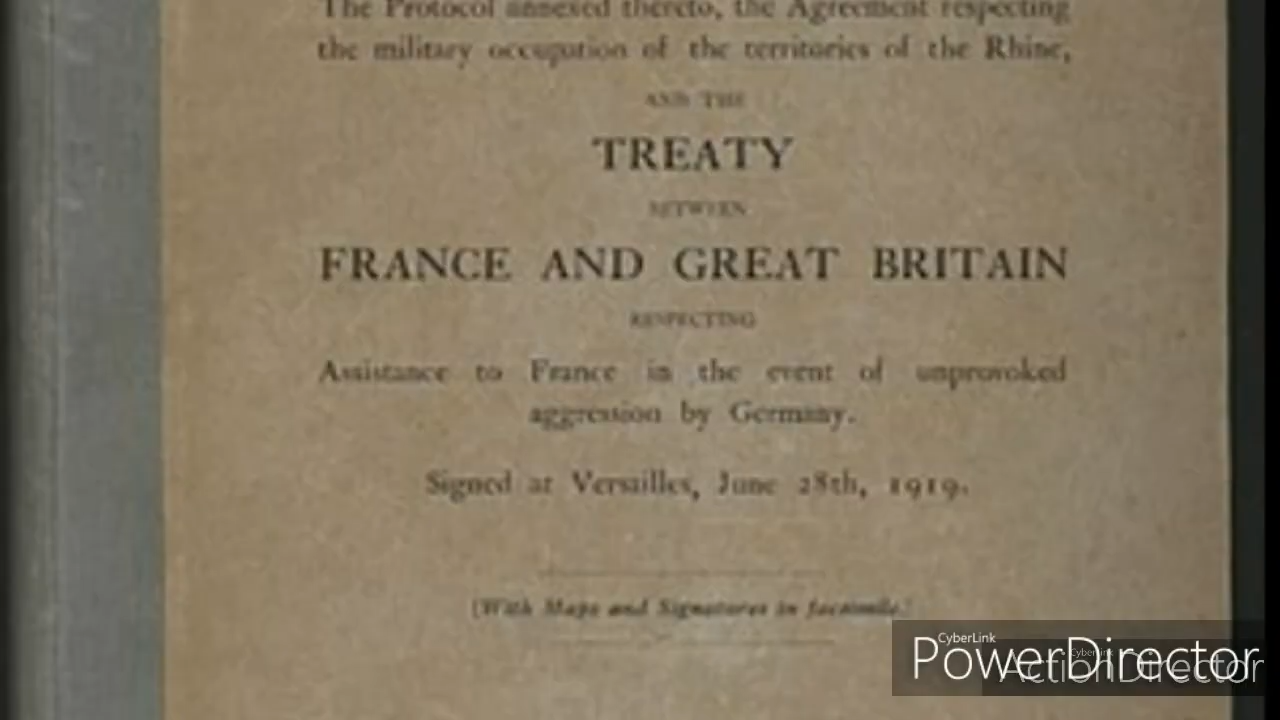 The Protocol annexed thereto, the Agreement respecting
the military occupation of the territories of the Rhine,
AND THE
TREATY
BETWEEN
FRANCE AND GREAT BRITAIN
RESPECTING
Assistance to France in the event of unprovoked
aggression by Germany.
Signed at Versailles, June 28th, 1919.
(With Maps and Signatures in facsimile.)
CyberLink
PowerDirector
CyberLink
ActionDirector